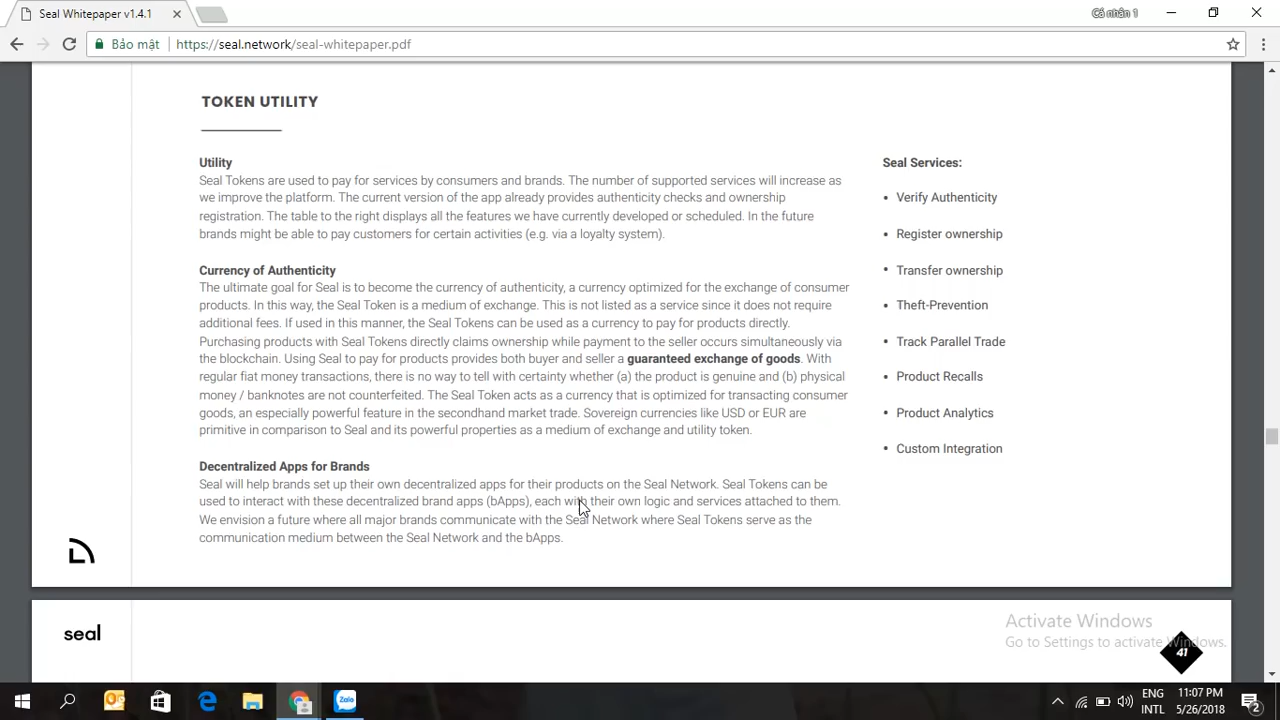 Seal Whitepaper v1.4.1
Cá nhân 1
Bảo mật
https://seal.network/seal-whitepaper.pdf
TOKEN UTILITY
Utility
Seal Tokens are used to pay for services by consumers and brands. The number of supported services will increase as
we improve the platform. The current version of the app already provides authenticity checks and ownership
registration. The table to the right displays all the features we have currently developed or scheduled. In the future
brands might be able to pay customers for certain activities (e.g. via a loyalty system).
Currency of Authenticity
The ultimate goal for Seal is to become the currency of authenticity, a currency optimized for the exchange of consumer
products. In this way, the Seal Token is a medium of exchange. This is not listed as a service since it does not require
additional fees. If used in this manner, the Seal Tokens can be used as a currency to pay for products directly.
Purchasing products with Seal Tokens directly claims ownership while payment to the seller occurs simultaneously via
the blockchain. Using Seal to pay for products provides both buyer and seller a guaranteed exchange of goods. With
regular fiat money transactions, there is no way to tell with certainty whether (a) the product is genuine and (b) physical
money / banknotes are not counterfeited. The Seal Token acts as a currency that is optimized for transacting consumer
goods, an especially powerful feature in the secondhand market trade. Sovereign currencies like USD or EUR are
primitive in comparison to Seal and its powerful properties as a medium of exchange and utility token.
Decentralized Apps for Brands
Seal will help brands set up their own decentralized apps for their products on the Seal Network. Seal Tokens can be
used to interact with these decentralized brand apps (bApps), each with their own logic and services attached to them.
We envision a future where all major brands communicate with the Seal Network where Seal Tokens serve as the
communication medium between the Seal Network and the bApps.
Seal Services:
• Verify Authenticity
• Register ownership
• Transfer ownership
• Theft-Prevention
• Track Parallel Trade
• Product Recalls
• Product Analytics
• Custom Integration
seal
Activate Windows
Go to Settings to activate Windows.
41
Zalo
ENG
INTL
11:07 PM
5/26/2018
2